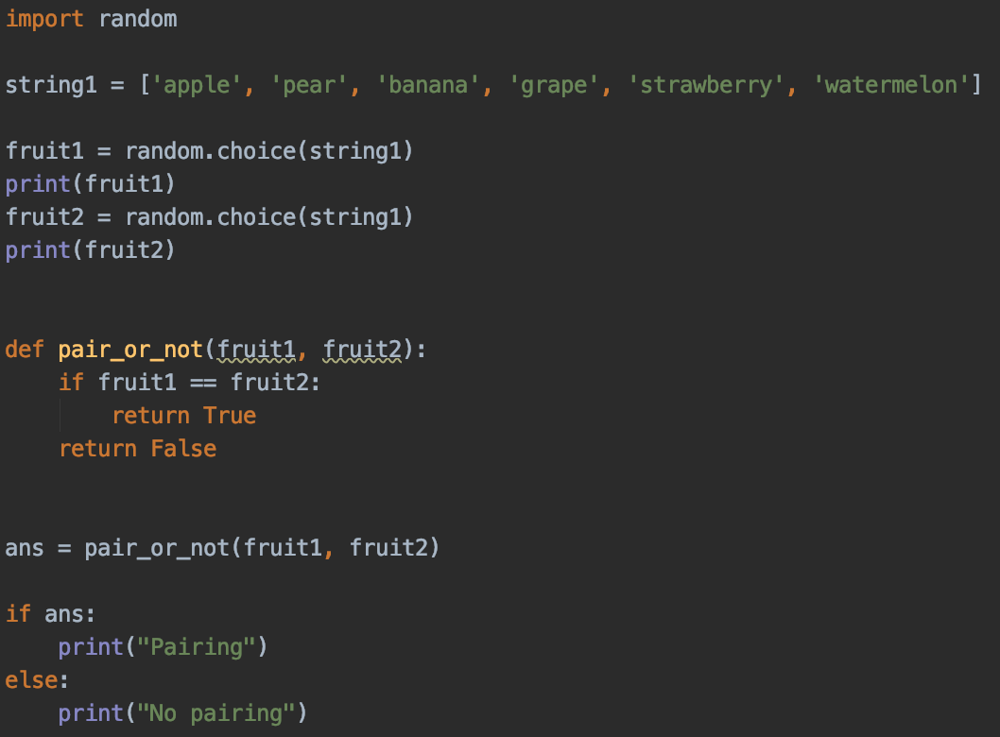 import random
string1 = ['apple', 'pear', 'banana', 'grape', 'strawberry', 'watermelon']
fruit1 = random.choice(string1)
print(fruit1)
fruit2 = random.choice(string1)
print(fruit2)
def pair_or_not(fruit1, fruit2):
    if fruit1 == fruit2:
        return True
    return False
ans = pair_or_not(fruit1, fruit2)
if ans:
    print("Pairing")
else:
    print("No pairing")